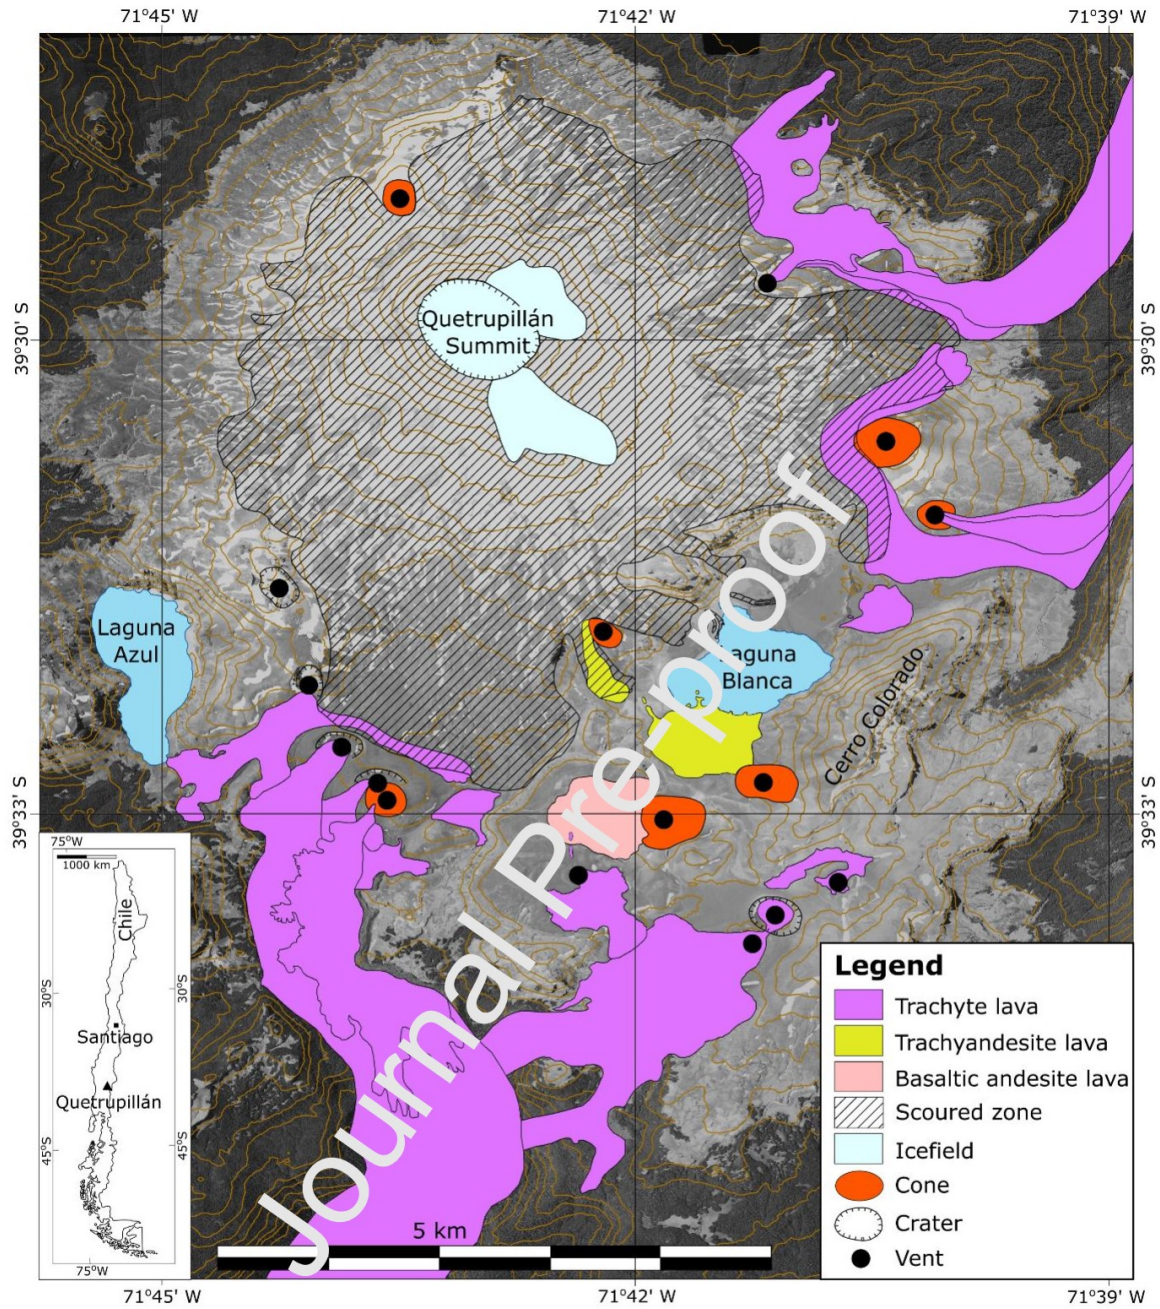 71°45' W
71°42' W
71°39' W
39°30' S
39°30' S
Quetrupillán
Summit
Laguna
Azul
Laguna
Blanca
Cerro Colorado
39°33' S
39°33' S
75°W
1000 km
Chile
30°S
30°S
Santiago
Quetrupillán
45°S
45°S
75°W
Legend
Trachyte lava
Trachyandesite lava
Basaltic andesite lava
Scoured zone
Icefield
Cone
Crater
Vent
5 km
71°45' W
71°42' W
71°39' W
Journal Pre-proof